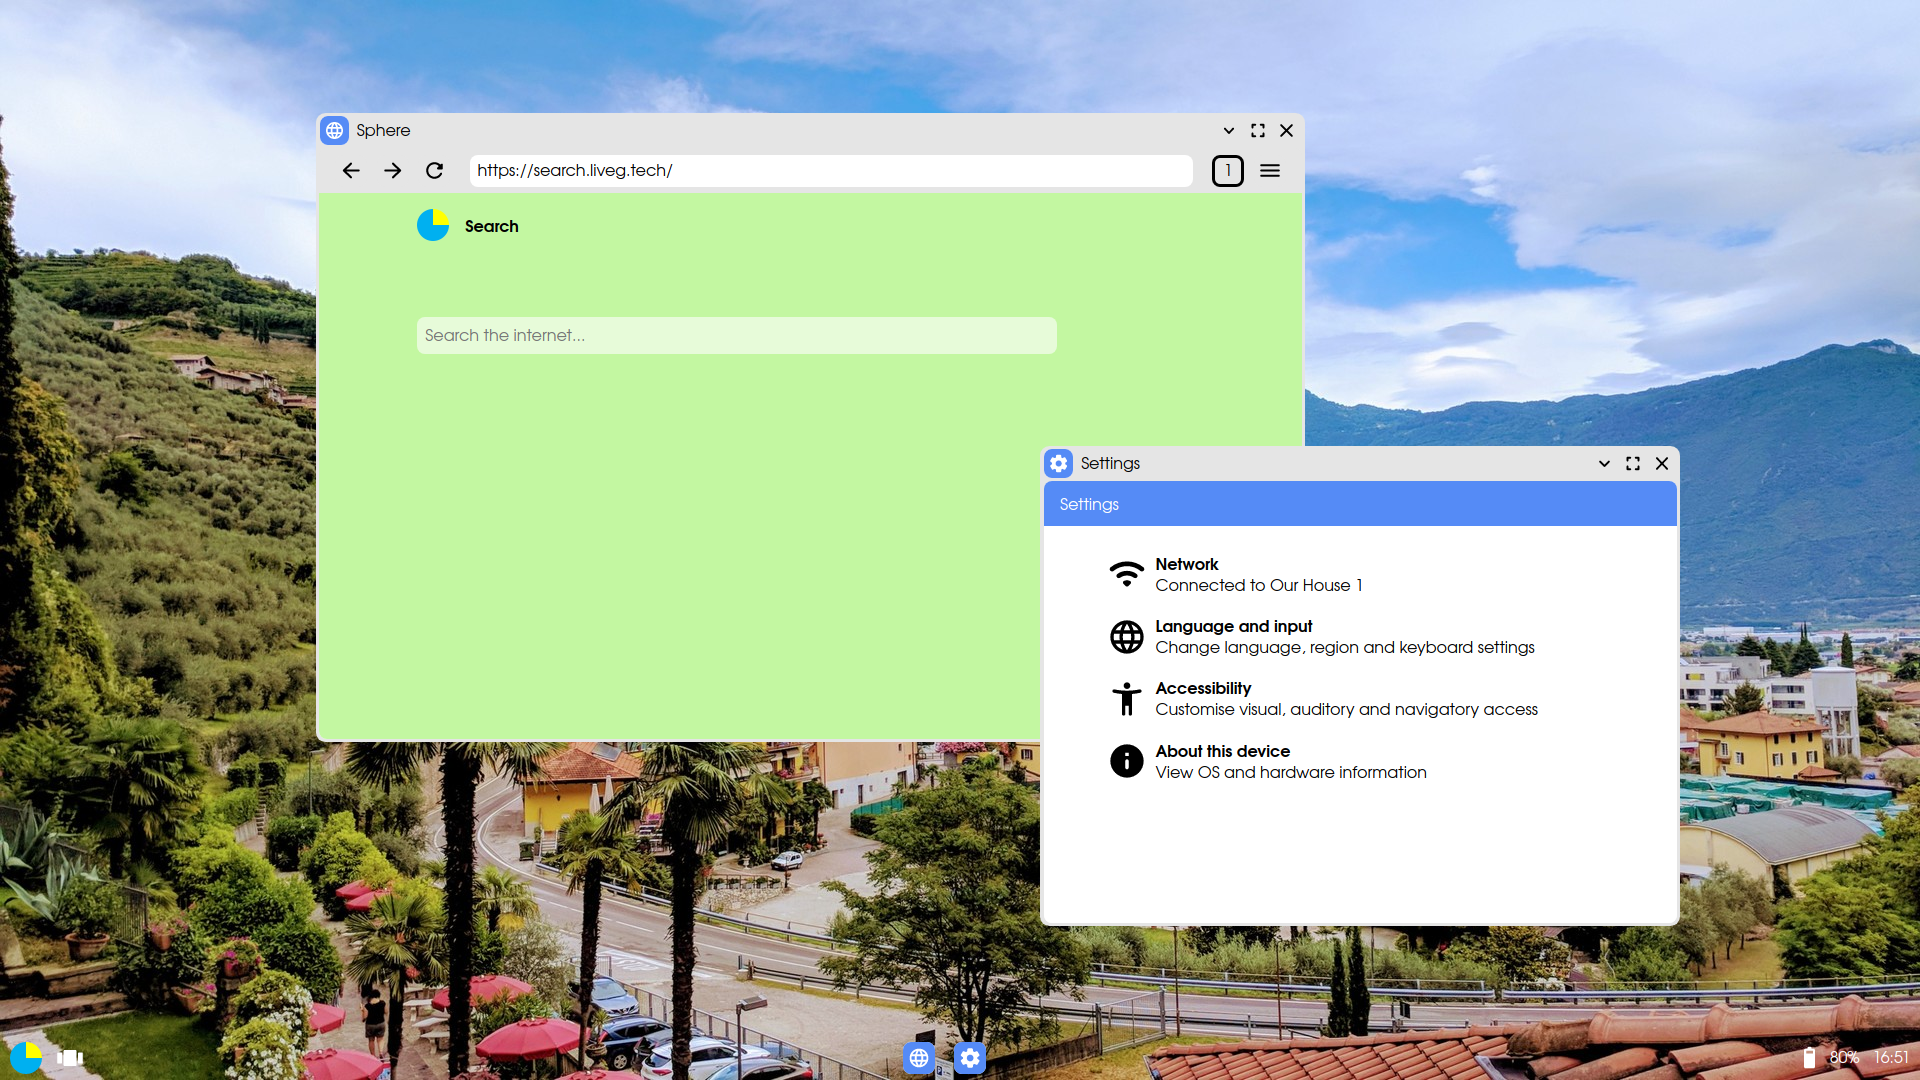 Sphere
https://search.liveg.tech/
1
Search
Search the internet...
Settings
Settings
Network
Connected to Our House 1
Language and input
Change language, region and keyboard settings
Accessibility
Customise visual, auditory and navigatory access
About this device
View OS and hardware information
80% 16:51